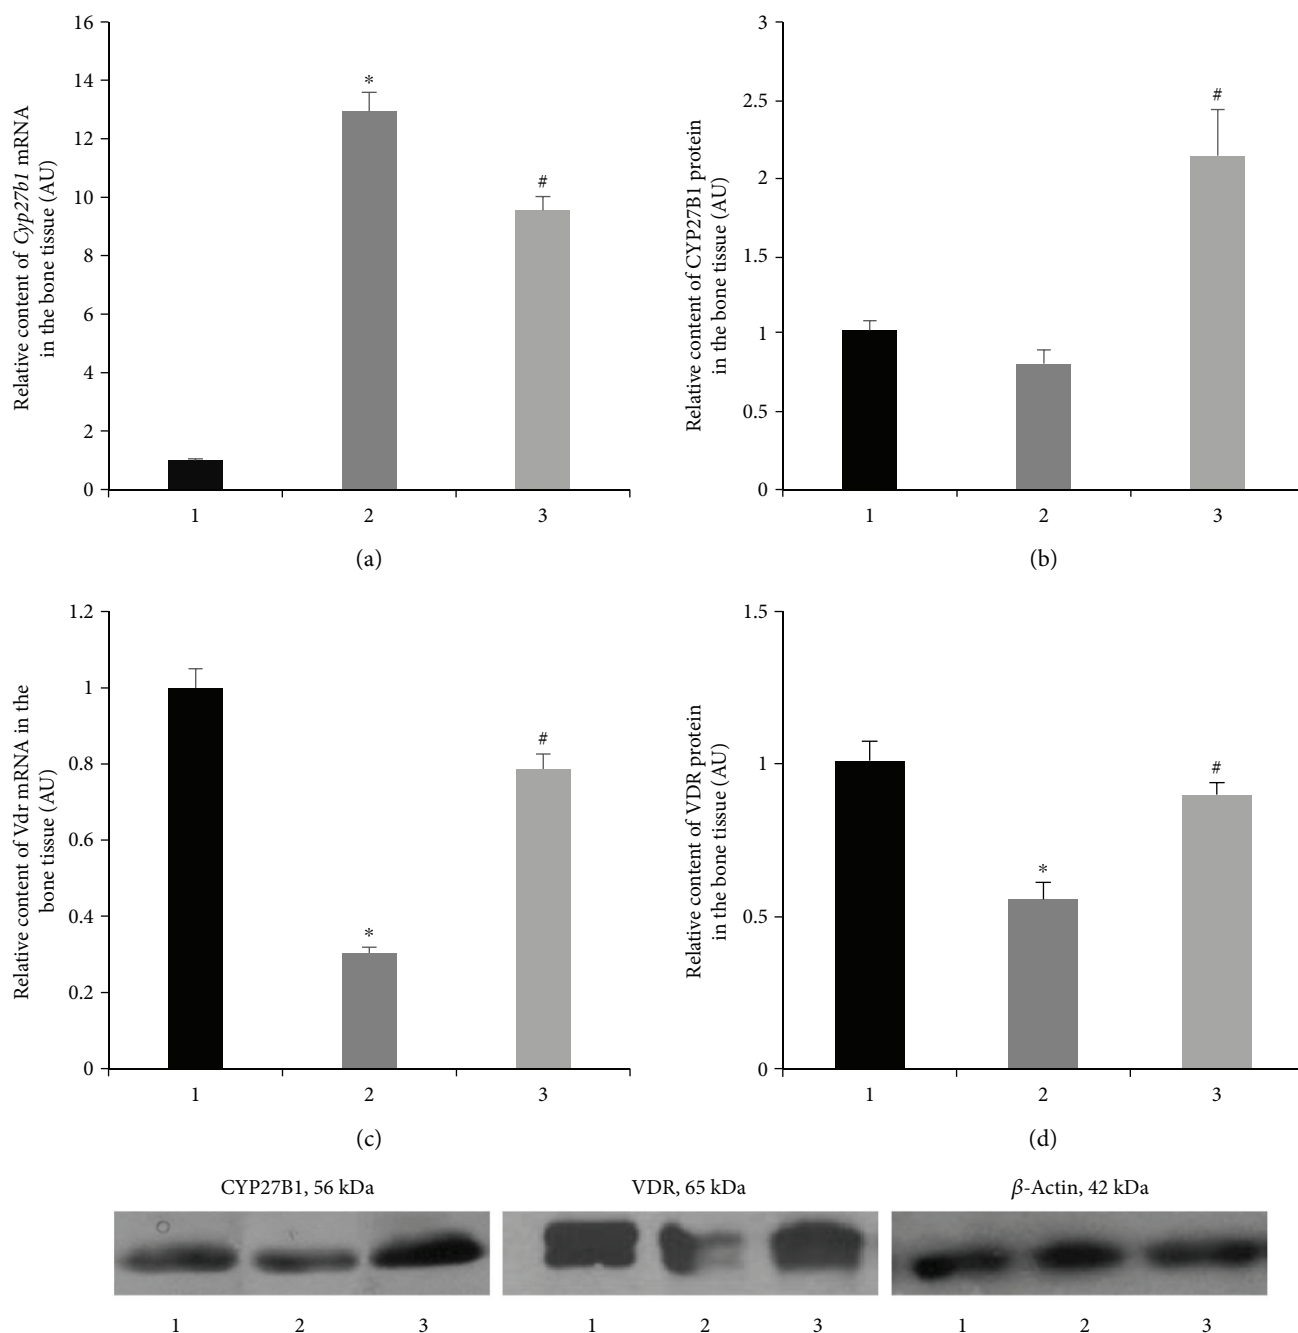 Relative content of Cyp27b1 mRNA
in the bone tissue (AU)
16
14
12
10
8
6
4
2
0
*
#
1 2 3
(a)
Relative content of CYP27B1 protein
in the bone tissue (AU)
3
2.5
2
1.5
1
0.5
0
#
1 2 3
(b)
Relative content of Vdr mRNA in the
bone tissue (AU)
1.2
1
0.8
0.6
0.4
0.2
0
*
#
1 2 3
(c)
Relative content of VDR protein
in the bone tissue (AU)
1.5
1
0.5
0
*
#
1 2 3
(d)
CYP27B1, 56 kDa
1 2 3
VDR, 65 kDa
1 2 3
β-Actin, 42 kDa
1 2 3